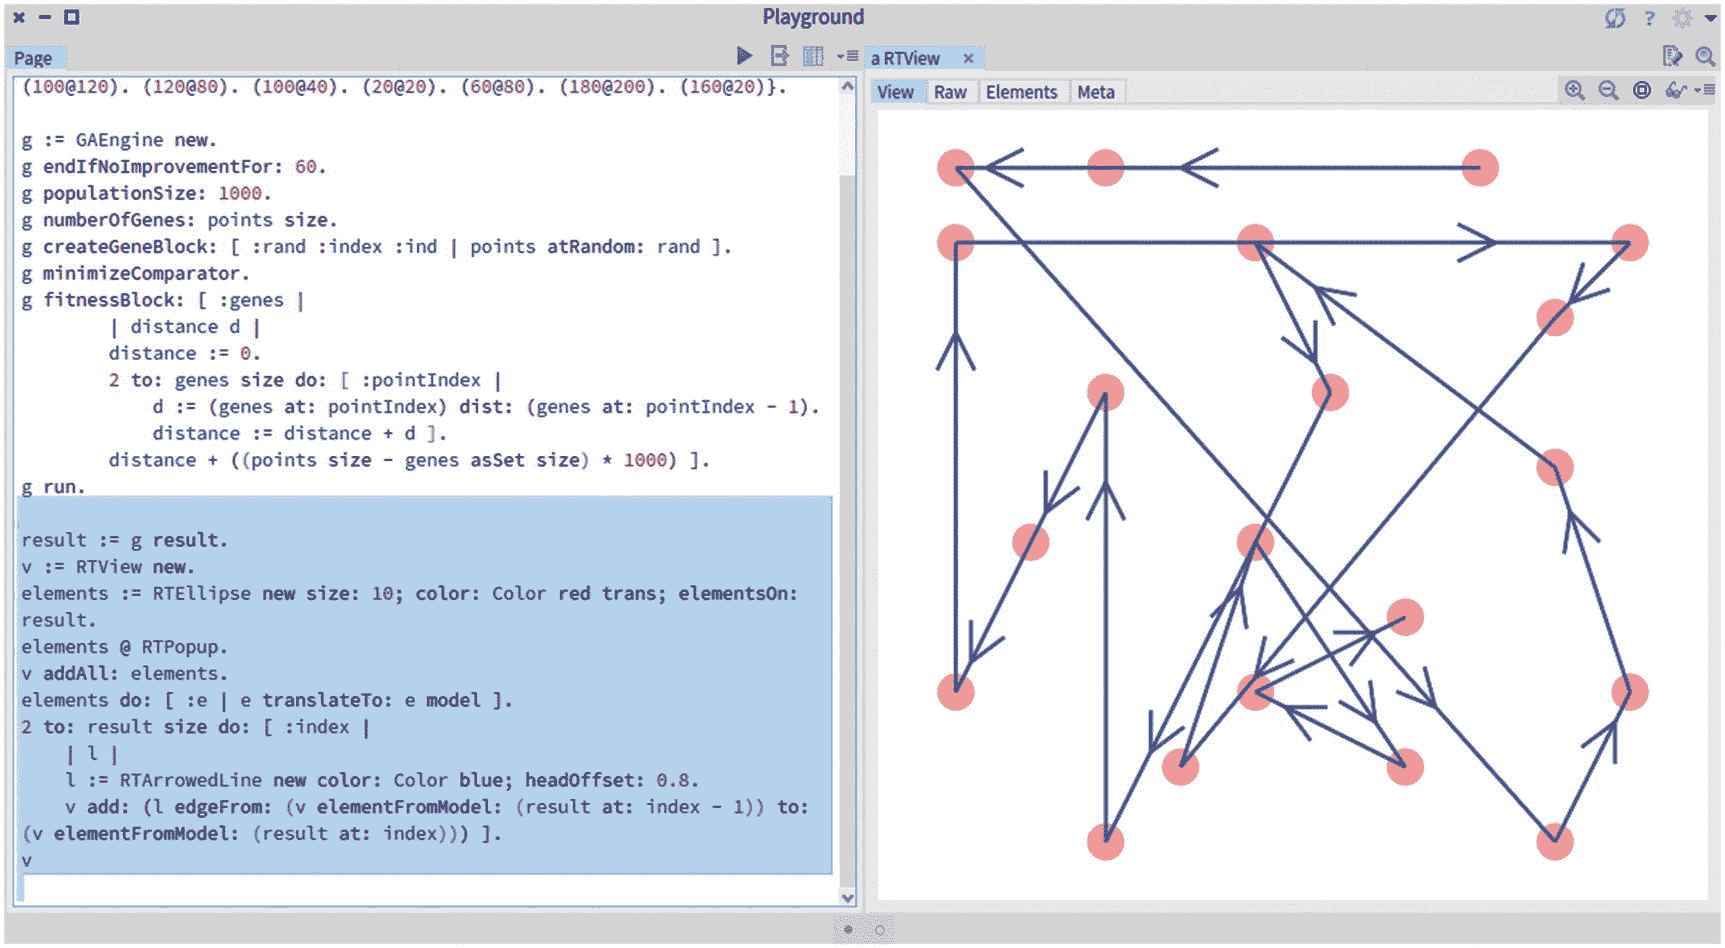 Playground
?
Page
(100@120). (120@80). (100@40). (20@20). (60@80). (180@200). (160@20)}.
g := GAEngine new.
g endIfNoImprovementFor: 60.
g populationSize: 1000.
g numberOfGenes: points size.
g createGeneBlock: [ :rand :index :ind | points atRandom: rand ].
g minimizeComparator.
g fitnessBlock: [ :genes |
| distance d |
distance := 0.
2 to: genes size do: [ :pointIndex |
d := (genes at: pointIndex) dist: (genes at: pointIndex - 1).
distance := distance + d ].
distance + ((points size - genes asSet size) * 1000) ].
g run.
result := g result.
v := RTView new.
elements := RTEllipse new size: 10; color: Color red trans; elementsOn:
result.
elements @ RTPopup.
v addAll: elements.
elements do: [ :e | e translateTo: e model ].
2 to: result size do: [ :index |
| l |
l := RTArrowedLine new color: Color blue; headOffset: 0.8.
v add: (l edgeFrom: (v elementFromModel: (result at: index - 1)) to:
(v elementFromModel: (result at: index))) ].
v
a RTView
View Raw Elements Meta